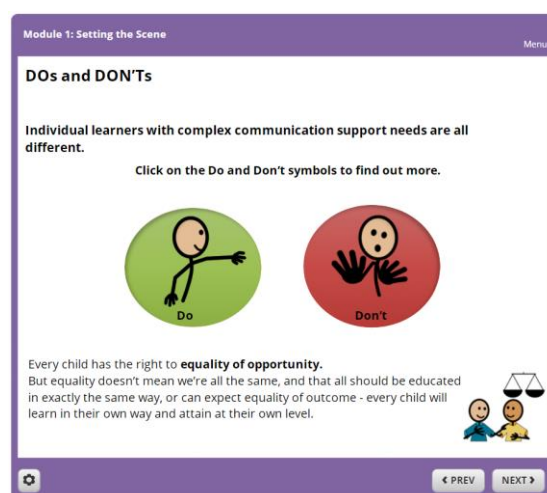 Module 1: Setting the Scene
Menu
DOs and DON'Ts
Individual learners with complex communication support needs are all
different.
Click on the Do and Don't symbols to find out more.
Do
Don't
Every child has the right to equality of opportunity.
But equality doesn't mean we're all the same, and that all should be educated
in exactly the same way, or can expect equality of outcome - every child will
learn in their own way and attain at their own level.
PREV
NEXT